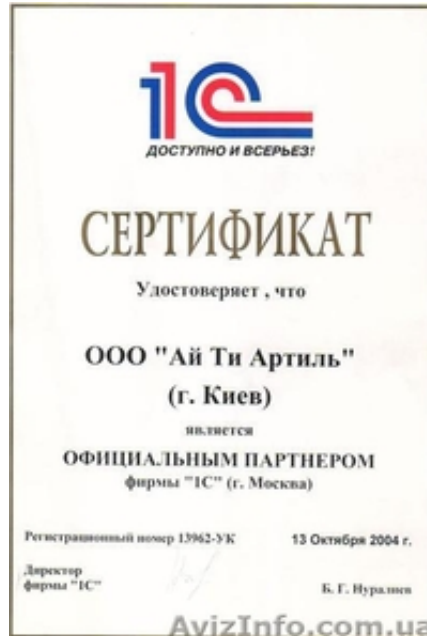 1С
ДОСТУПНО И ВСЕРЬЕЗ!
СЕРТИФИКАТ
Удостоверяет , что
ООО "Ай Ти Артиль"
(г. Киев)
является
ОФИЦИАЛЬНЫМ ПАРТНЕРОМ
фирмы "1С" (г. Москва)
Регистрационный номер 13962-УК 13 Октября 2004 г.
Директор
фирмы "1С" Б. Г. Нуралиев
AvizInfo.com.ua